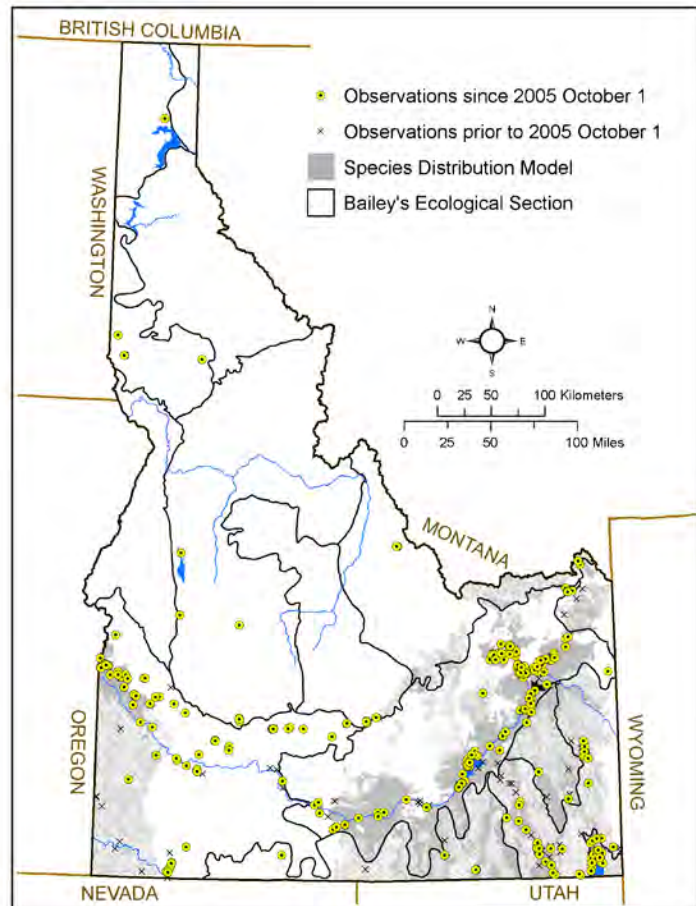 BRITISH COLUMBIA
Observations since 2005 October 1
Observations prior to 2005 October 1
Species Distribution Model
Bailey's Ecological Section
WASHINGTON
N
W E
S
100 Kilometers
0 25 50
0 25 50 100 Miles
MONTANA
OREGON
WYOMING
NEVADA
UTAH